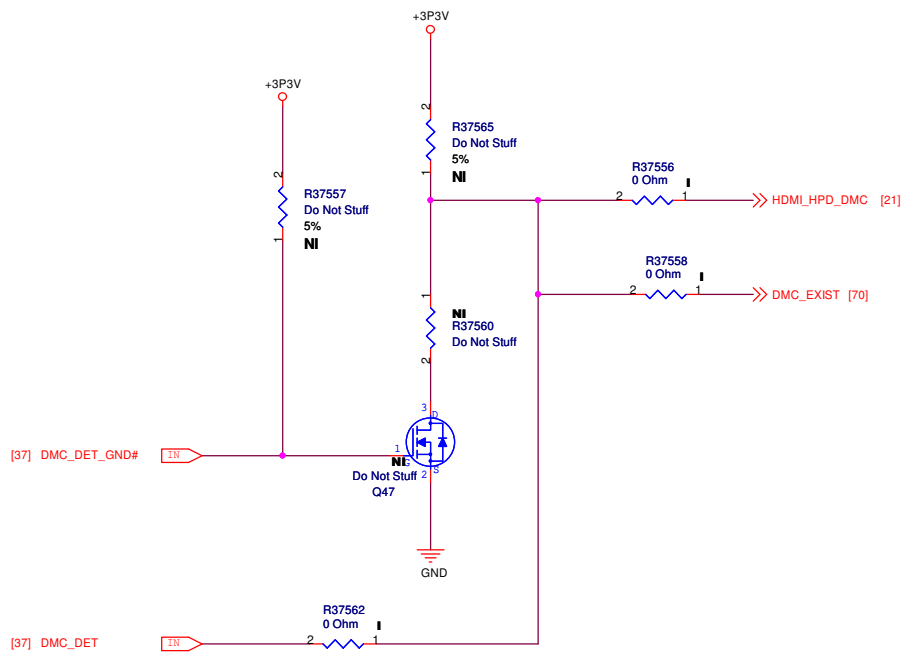 +3P3V
+3P3V
2
R37565
Do Not Stuff
5%
1
NI
2
R37557
Do Not Stuff
5%
1
NI
R37556
0 Ohm
I
2
1
HDMI_HPD_DMC [21]
R37558
0 Ohm
I
2
1
DMC_EXIST [70]
1
NI
R37560
Do Not Stuff
2
3
D
[37] DMC_DET_GND#
IN
1
NI
G
Do Not Stuff
2
S
Q47
GND
R37562
0 Ohm
I
[37] DMC_DET
IN
2
1